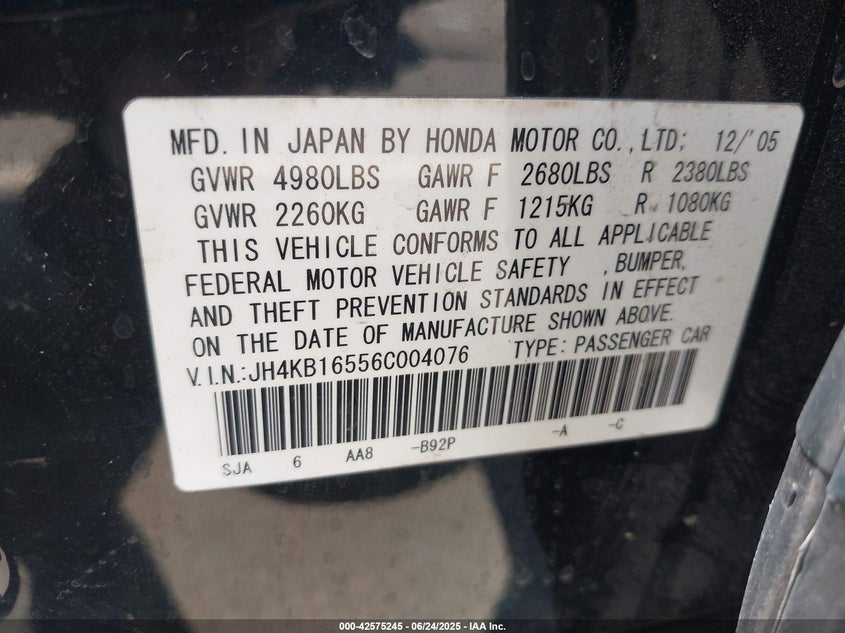 MFD. IN JAPAN BY HONDA MOTOR CO., LTD; 12/'05
GVWR 4980LBS GAWR F 2680LBS R 2380LBS
GVWR 2260KG GAWR F 1215KG R 1080KG
THIS VEHICLE CONFORMS TO ALL APPLICABLE
FEDERAL MOTOR VEHICLE SAFETY , BUMPER,
AND THEFT PREVENTION STANDARDS IN EFFECT
ON THE DATE OF MANUFACTURE SHOWN ABOVE.
V.I.N.:JH4KB16556C004076 TYPE: PASSENGER CAR
SJA 6 AA8 -B92P -A -C
000-42575245 - 06/24/2025 - IAA Inc.